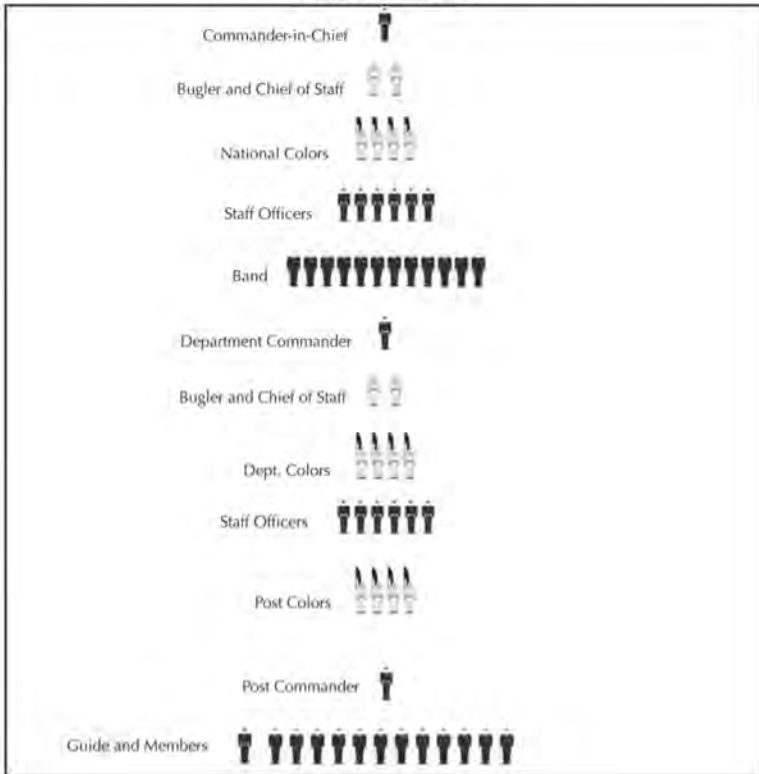 Commander-in-Chief
Bugler and Chief of Staff
National Colors
Staff Officers
Band
Department Commander
Bugler and Chief of Staff
Dept. Colors
Staff Officers
Post Colors
Post Commander
Guide and Members